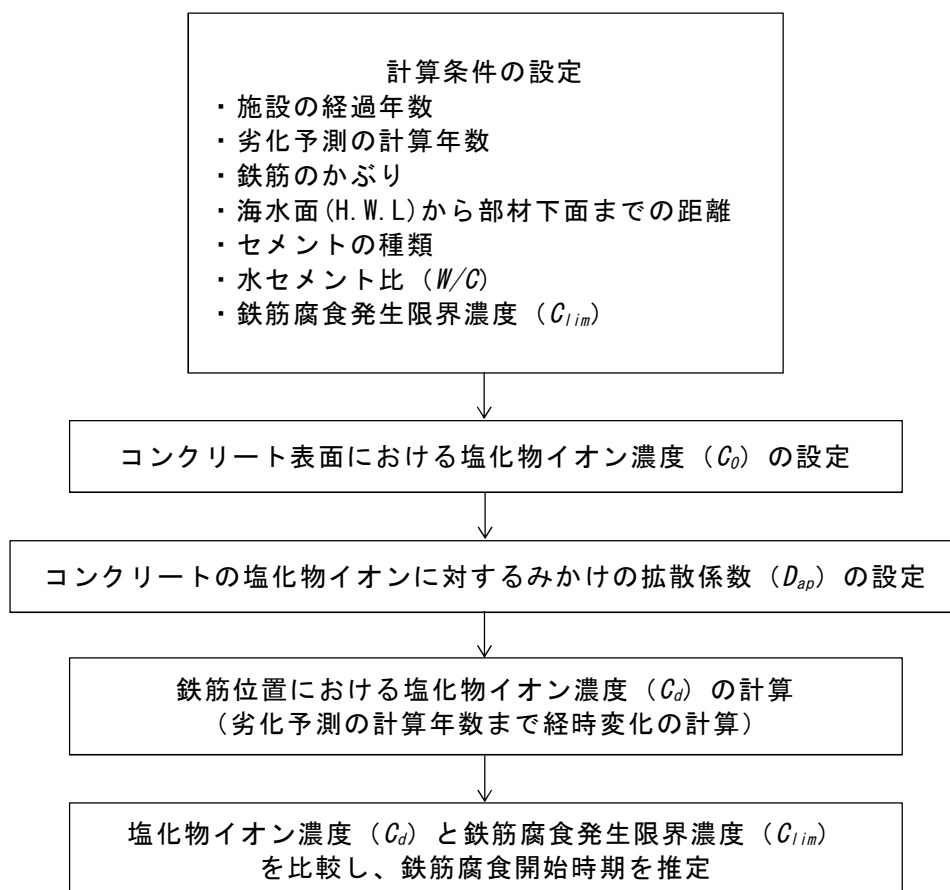 計算条件の設定
・施設の経過年数
・劣化予測の計算年数
・鉄筋のかぶり
・海水面(H.W.L)から部材下面までの距離
・セメントの種類
・水セメント比（W/C）
・鉄筋腐食発生限界濃度（Clim）
コンクリート表面における塩化物イオン濃度（C0）の設定
コンクリートの塩化物イオンに対するみかけの拡散係数（Dap）の設定
鉄筋位置における塩化物イオン濃度（Cd）の計算
（劣化予測の計算年数まで経時変化の計算）
塩化物イオン濃度（Cd）と鉄筋腐食発生限界濃度（Clim）
を比較し、鉄筋腐食開始時期を推定